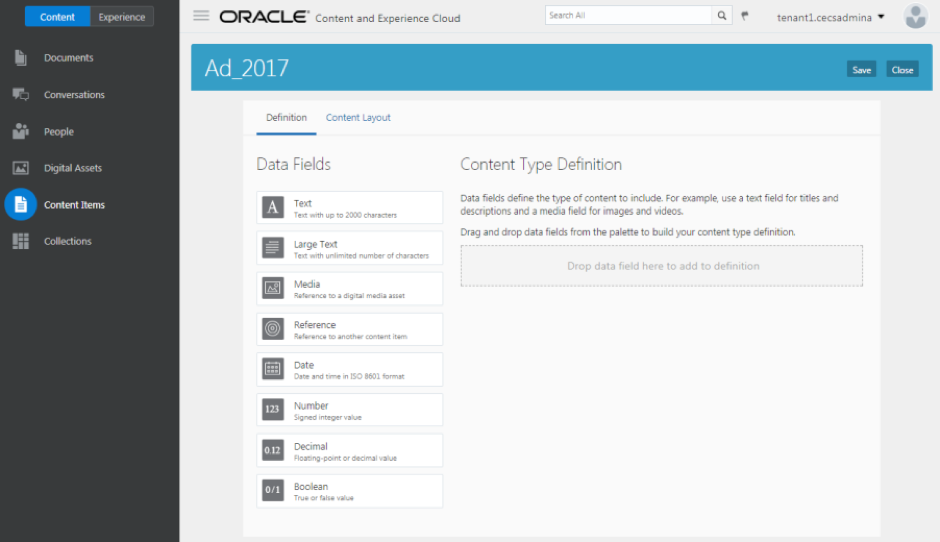 Content Experience
ORACLE® Content and Experience Cloud
Search All
tenant1.cecsadmina
Documents
Conversations
People
Digital Assets
Content Items
Collections
Ad_2017
Save Close
Definition Content Layout
Data Fields
A
Text
Text with up to 2000 characters
Large Text
Text with unlimited number of characters
Media
Reference to a digital media asset
Reference
Reference to another content item
Date
Date and time in ISO 8601 format
123
Number
Signed integer value
0.12
Decimal
Floating-point or decimal value
0/1
Boolean
True or false value
Content Type Definition
Data fields define the type of content to include. For example, use a text field for titles and
descriptions and a media field for images and videos.
Drag and drop data fields from the palette to build your content type definition.
Drop data field here to add to definition